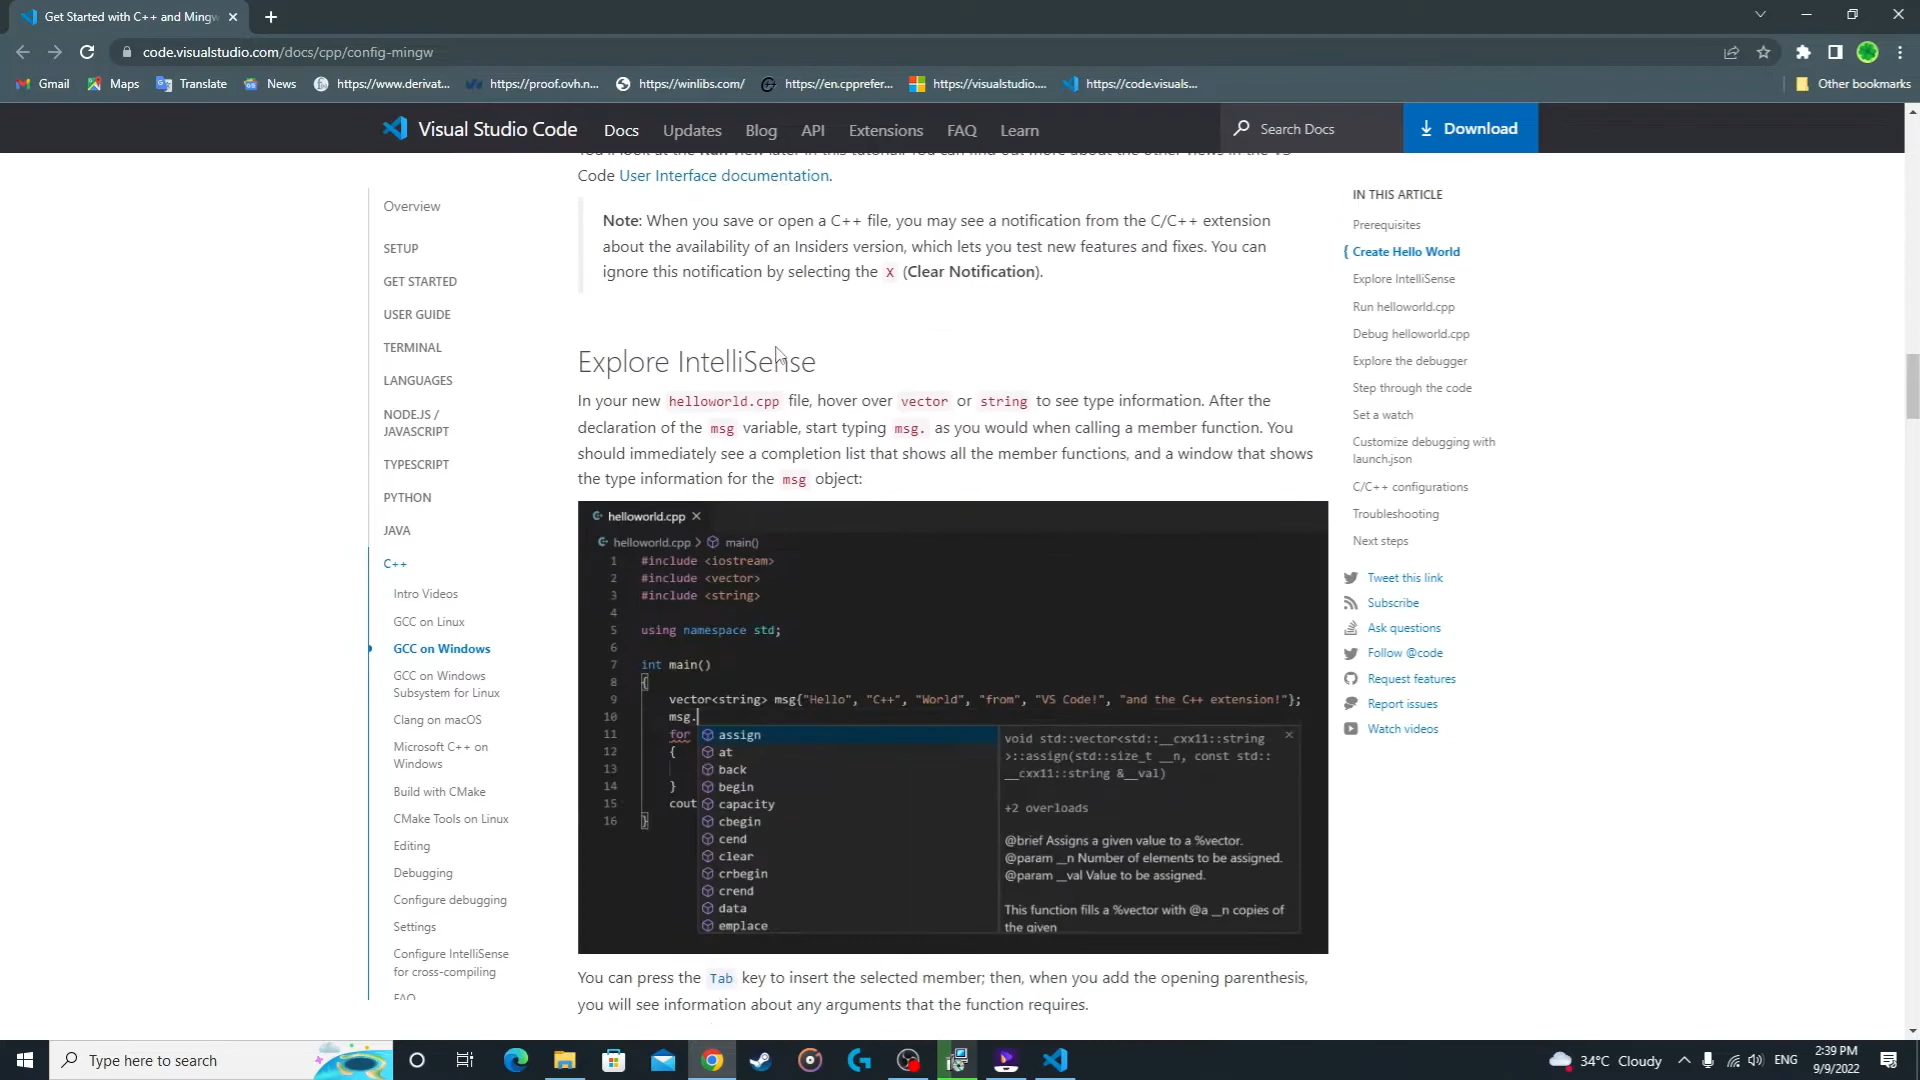 Get Started with C++ and Mingw
code.visualstudio.com/docs/cpp/config-mingw
Gmail
Maps
Translate
News
https://www.derivat...
https://proof.ovh.n...
https://winlibs.com/
https://en.cpprefer...
https://visualstudio....
https://code.visuals...
Other bookmarks
Visual Studio Code
Docs
Updates
Blog
API
Extensions
FAQ
Learn
Search Docs
Download
Code User Interface documentation.
Note: When you save or open a C++ file, you may see a notification from the C/C++ extension
about the availability of an Insiders version, which lets you test new features and fixes. You can
ignore this notification by selecting the X (Clear Notification).
Explore IntelliSense
In your new helloworld.cpp file, hover over vector or string to see type information. After the
declaration of the msg variable, start typing msg. as you would when calling a member function. You
should immediately see a completion list that shows all the member functions, and a window that shows
the type information for the msg object:
helloworld.cpp
helloworld.cpp > main()
1 #include <iostream>
2 #include <vector>
3 #include <string>
4
5 using namespace std;
6
7 int main()
8 {
9 vector<string> msg{"Hello", "C++", "World", "from", "VS Code!", "and the C++ extension!"};
10 msg.
11 for
12 {
13
14 }
15 cout
16 }
assign
at
back
begin
capacity
cbegin
cend
clear
crbegin
crend
data
emplace
void std::vector<std::__cxx11::string
>::assign(std::size_t __n, const std::
__cxx11::string &__val)
+2 overloads
@brief Assigns a given value to a %vector.
@param __n Number of elements to be assigned.
@param __val Value to be assigned.
This function fills a %vector with @a __n copies of
the given
You can press the Tab key to insert the selected member; then, when you add the opening parenthesis,
you will see information about any arguments that the function requires.
Overview
SETUP
GET STARTED
USER GUIDE
TERMINAL
LANGUAGES
NODE.JS /
JAVASCRIPT
TYPESCRIPT
PYTHON
JAVA
C++
Intro Videos
GCC on Linux
GCC on Windows
GCC on Windows
Subsystem for Linux
Clang on macOS
Microsoft C++ on
Windows
Build with CMake
CMake Tools on Linux
Editing
Debugging
Configure debugging
Settings
Configure IntelliSense
for cross-compiling
FAQ
IN THIS ARTICLE
Prerequisites
Create Hello World
Explore IntelliSense
Run helloworld.cpp
Debug helloworld.cpp
Explore the debugger
Step through the code
Set a watch
Customize debugging with
launch.json
C/C++ configurations
Troubleshooting
Next steps
Tweet this link
Subscribe
Ask questions
Follow @code
Request features
Report issues
Watch videos
Type here to search
34°C Cloudy
ENG
2:39 PM
9/9/2022